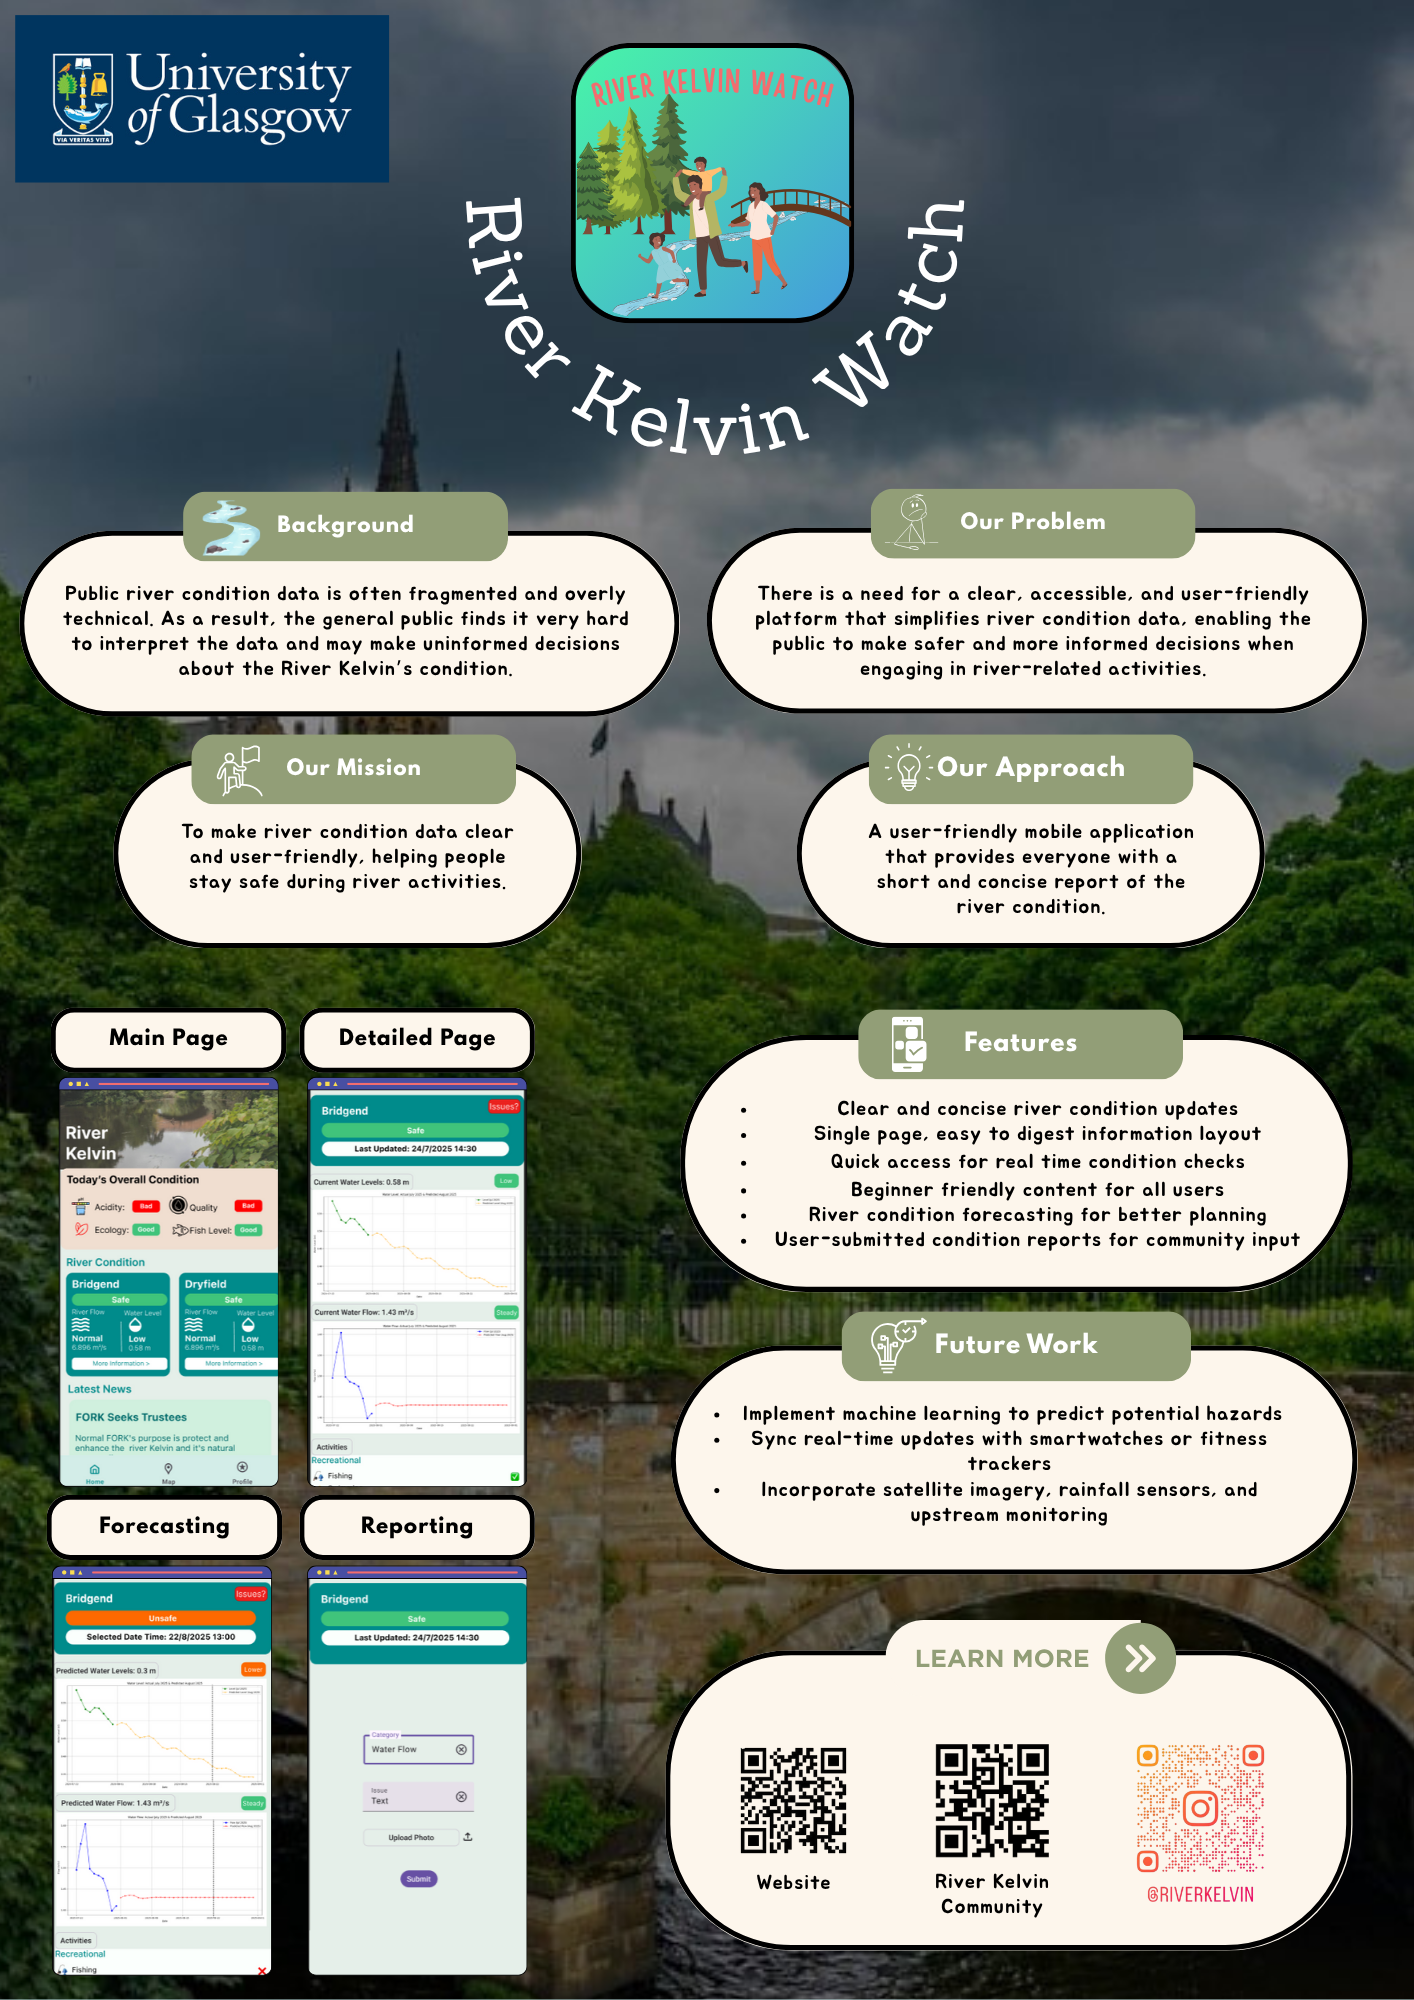 University
of Glasgow
VIA VERITAS VITA
RIVER KELVIN WATCH
River Kelvin Watch
Background
Public river condition data is often fragmented and overly
technical. As a result, the general public finds it very hard
to interpret the data and may make uninformed decisions
about the River Kelvin's condition.
Our Problem
There is a need for a clear, accessible, and user-friendly
platform that simplifies river condition data, enabling the
public to make safer and more informed decisions when
engaging in river-related activities.
Our Mission
To make river condition data clear
and user-friendly, helping people
stay safe during river activities.
Our Approach
A user-friendly mobile application
that provides everyone with a
short and concise report of the
river condition.
Main Page
River
Kelvin
Today's Overall Condition
Acidity: Bad Quality Bad
Ecology: Good Fish Level: Good
River Condition
Bridgend
Safe
River Flow Water Level
Normal Low
6.896 m³/s 0.58 m
More Information >
Dryfield
Safe
River Flow Water Level
Normal Low
6.896 m³/s 0.58 m
More Information >
Latest News
FORK Seeks Trustees
Normal FORK's purpose is protect and
enhance the river Kelvin and it's natural
Home Map Profile
Detailed Page
Bridgend Issues?
Safe
Last Updated: 24/7/2025 14:30
Current Water Levels: 0.58 m Low
Current Water Flow: 1.43 m³/s Steady
Activities
Recreational
Fishing
Features
• Clear and concise river condition updates
• Single page, easy to digest information layout
• Quick access for real time condition checks
• Beginner friendly content for all users
• River condition forecasting for better planning
• User-submitted condition reports for community input
Future Work
• Implement machine learning to predict potential hazards
• Sync real-time updates with smartwatches or fitness
trackers
• Incorporate satellite imagery, rainfall sensors, and
upstream monitoring
Forecasting
Bridgend Issues?
Unsafe
Selected Date Time: 22/8/2025 13:00
Predicted Water Levels: 0.3 m Lower
Predicted Water Flow: 1.43 m³/s Steady
Activities
Recreational
Fishing
Reporting
Bridgend
Safe
Last Updated: 24/7/2025 14:30
Category
Water Flow
Issue
Text
Upload Photo
Submit
LEARN MORE
Website
River Kelvin
Community
@RIVERKELVIN